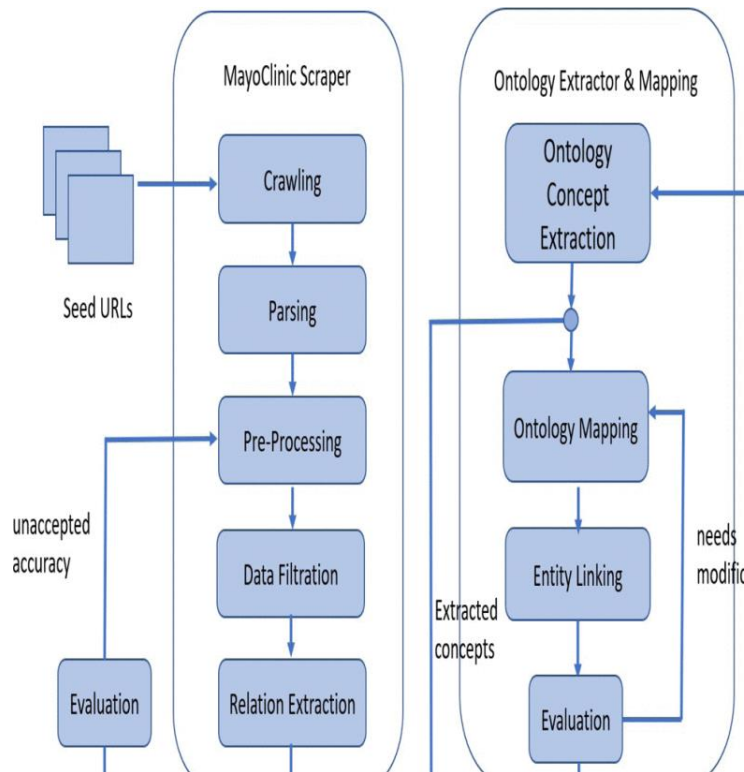 MayoClinic Scraper
Crawling
Seed URLs
Parsing
Pre-Processing
unaccepted
accuracy
Data Filtration
Evaluation
Relation Extraction
Ontology Extractor & Mapping
Ontology
Concept
Extraction
Ontology Mapping
Entity Linking
needs
Extracted
concepts
Evaluation